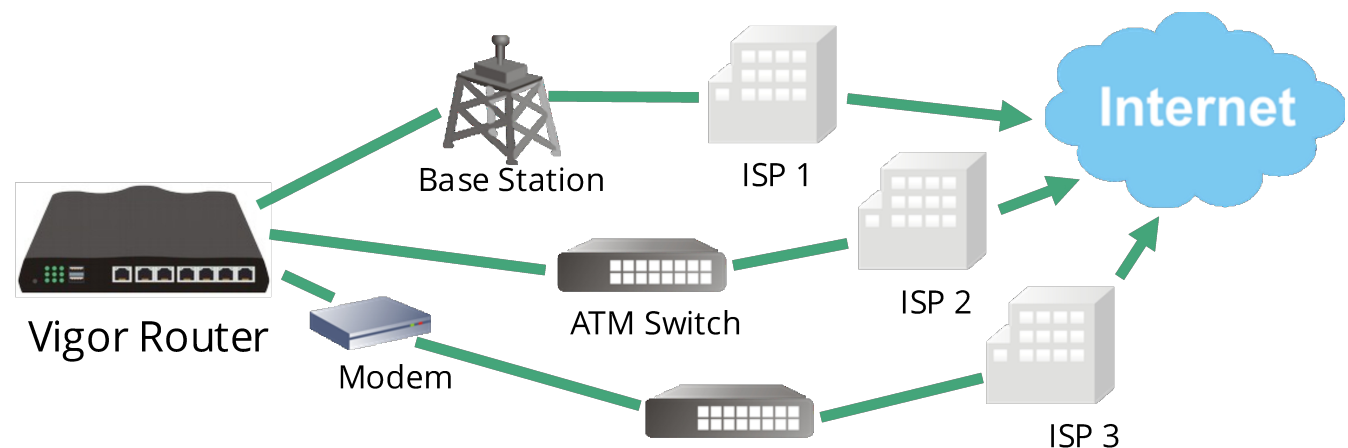 Internet
Base Station
ISP 1
Vigor Router
ATM Switch
ISP 2
Modem
ISP 3